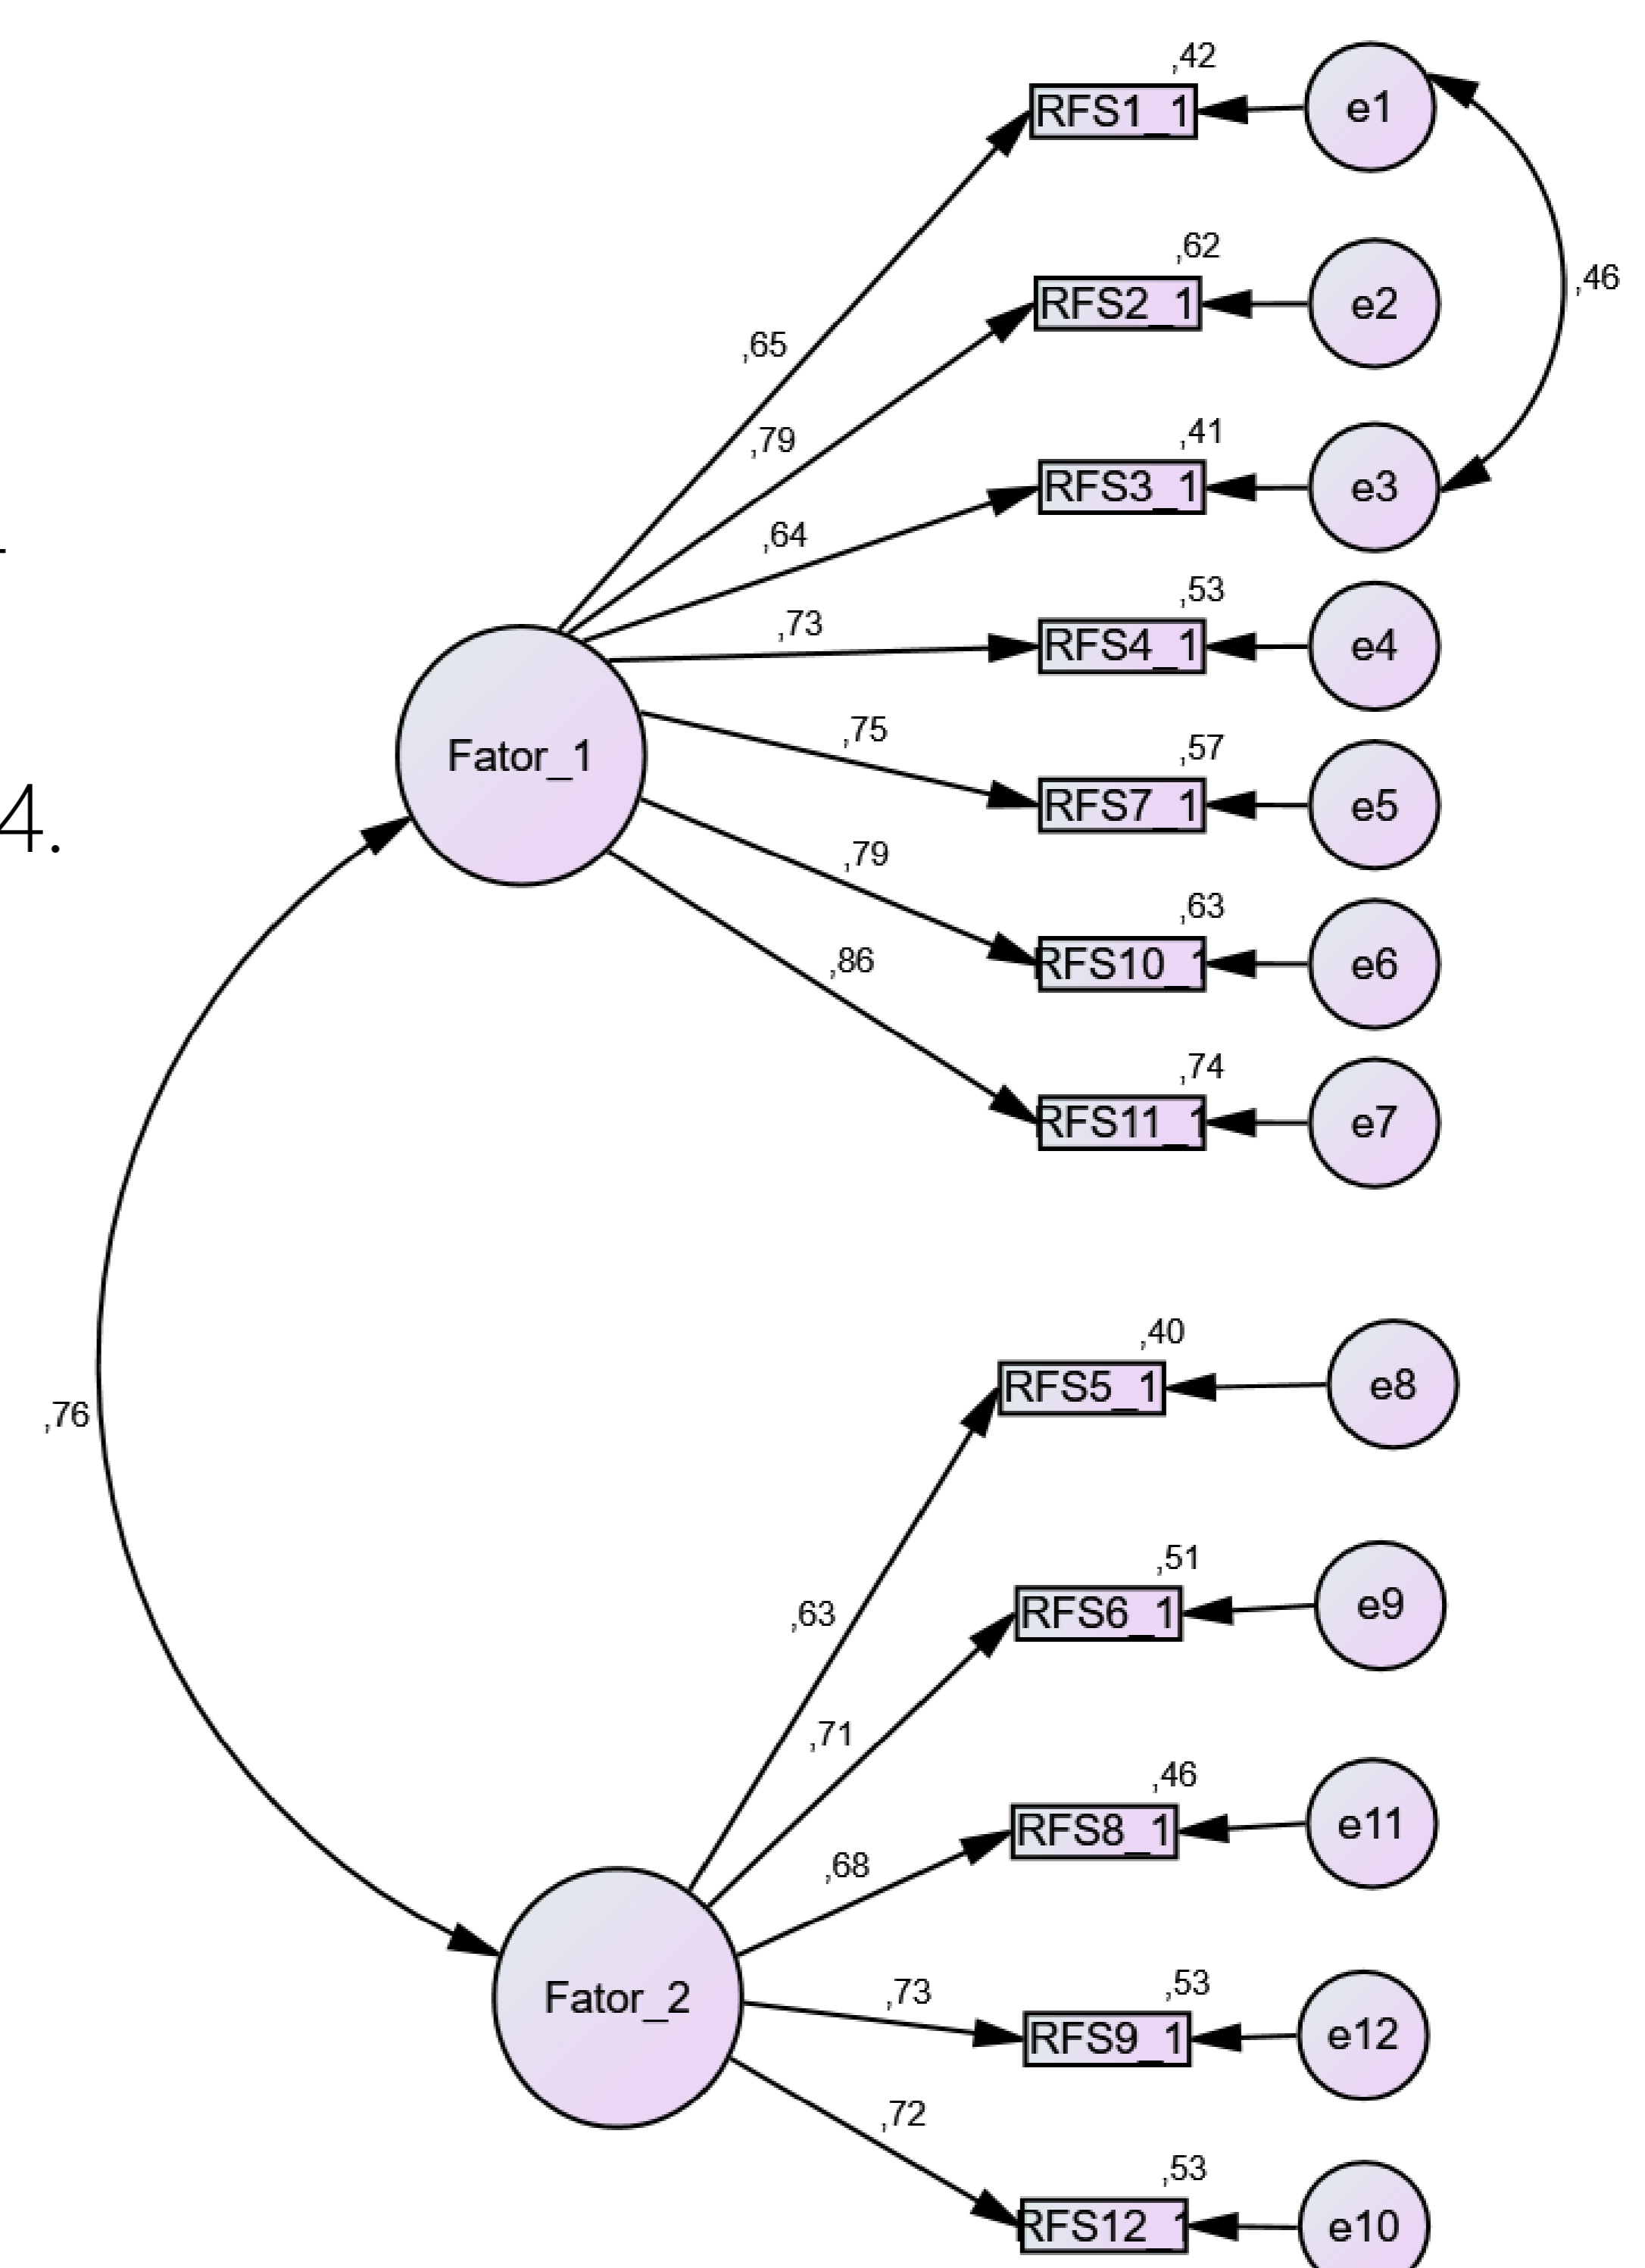 ,42
RFS1_1
e1
,62
RFS2_1
e2
,46
,65
,79
,41
RFS3_1
e3
,64
,53
,73
RFS4_1
e4
Fator_1
,75
,57
RFS7_1
e5
4.
,79
,63
RFS10_1
e6
,86
,74
RFS11_1
e7
,76
,40
RFS5_1
e8
,63
,51
RFS6_1
e9
,71
,46
RFS8_1
e11
,68
Fator_2
,73
,53
RFS9_1
e12
,72
,53
RFS12_1
e10